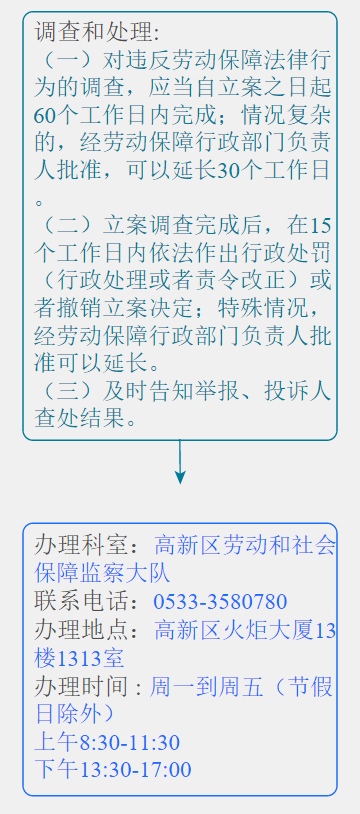 调查和处理:
（一）对违反劳动保障法律行
为的调查，应当自立案之日起
60个工作日内完成；情况复杂
的，经劳动保障行政部门负责
人批准，可以延长30个工作日
。
（二）立案调查完成后，在15
个工作日内依法作出行政处罚
（行政处理或者责令改正）或
者撤销立案决定；特殊情况，
经劳动保障行政部门负责人批
准可以延长。
（三）及时告知举报、投诉人
查处结果。
办理科室：高新区劳动和社会
保障监察大队
联系电话：0533-3580780
办理地点：高新区火炬大厦13
楼1313室
办理时间：周一到周五（节假
日除外）
上午8:30-11:30
下午13:30-17:00